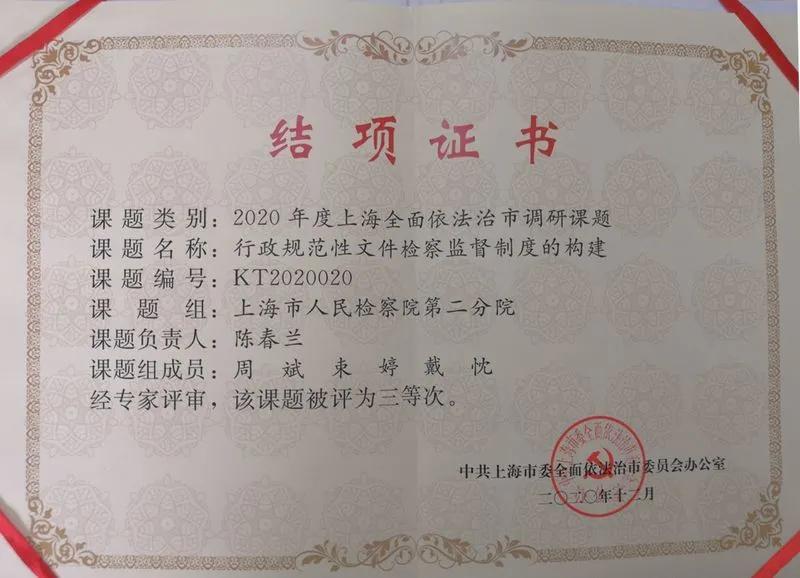 结项证书
课题类别：2020年度上海全面依法治市调研课题
课题名称：行政规范性文件检察监督制度的构建
课题编号：KT2020020
课题组：上海市人民检察院第二分院
课题负责人：陈春兰
课题组成员：周斌 束婷 戴忱
经专家评审，该课题被评为三等次。
中共上海市委全面依法治市委员会办公室
二〇二〇年十二月